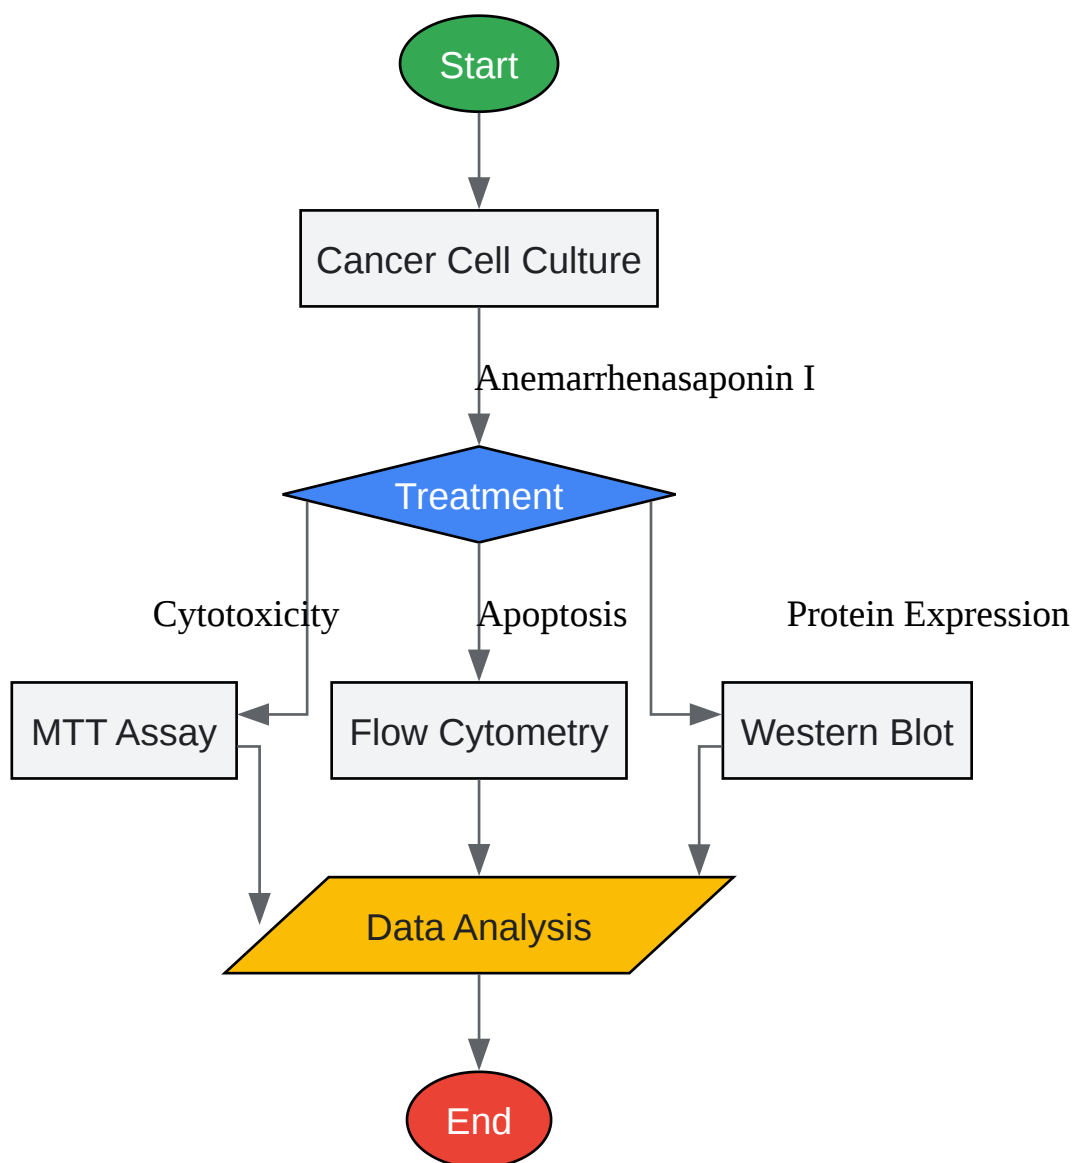 Start
Cancer Cell Culture
Anemarrhenasaponin I
Treatment
Cytotoxicity
Apoptosis
Protein Expression
MTT Assay
Flow Cytometry
Western Blot
Data Analysis
End